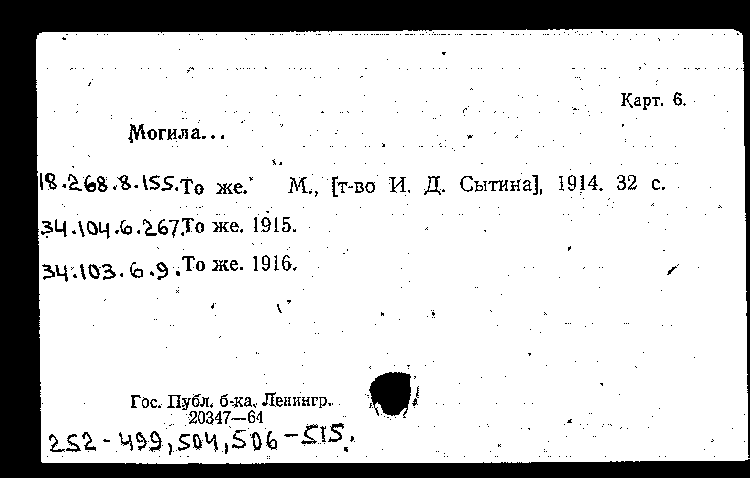 Карт. 6.
Могила...
18.268.8.155. То же. М., [т-во И. Д. Сытина], 1914. 32 с.
34.104.6.267. То же. 1915.
34.103.6.9. То же. 1916.
Гос. Публ. б-ка, Ленингр.
20347—64
252-499,504,506-515.